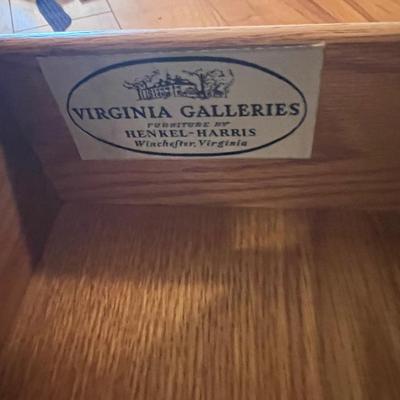 VIRGINIA GALLERIES
FURNITURE BY
HENKEL-HARRIS
Winchester, Virginia